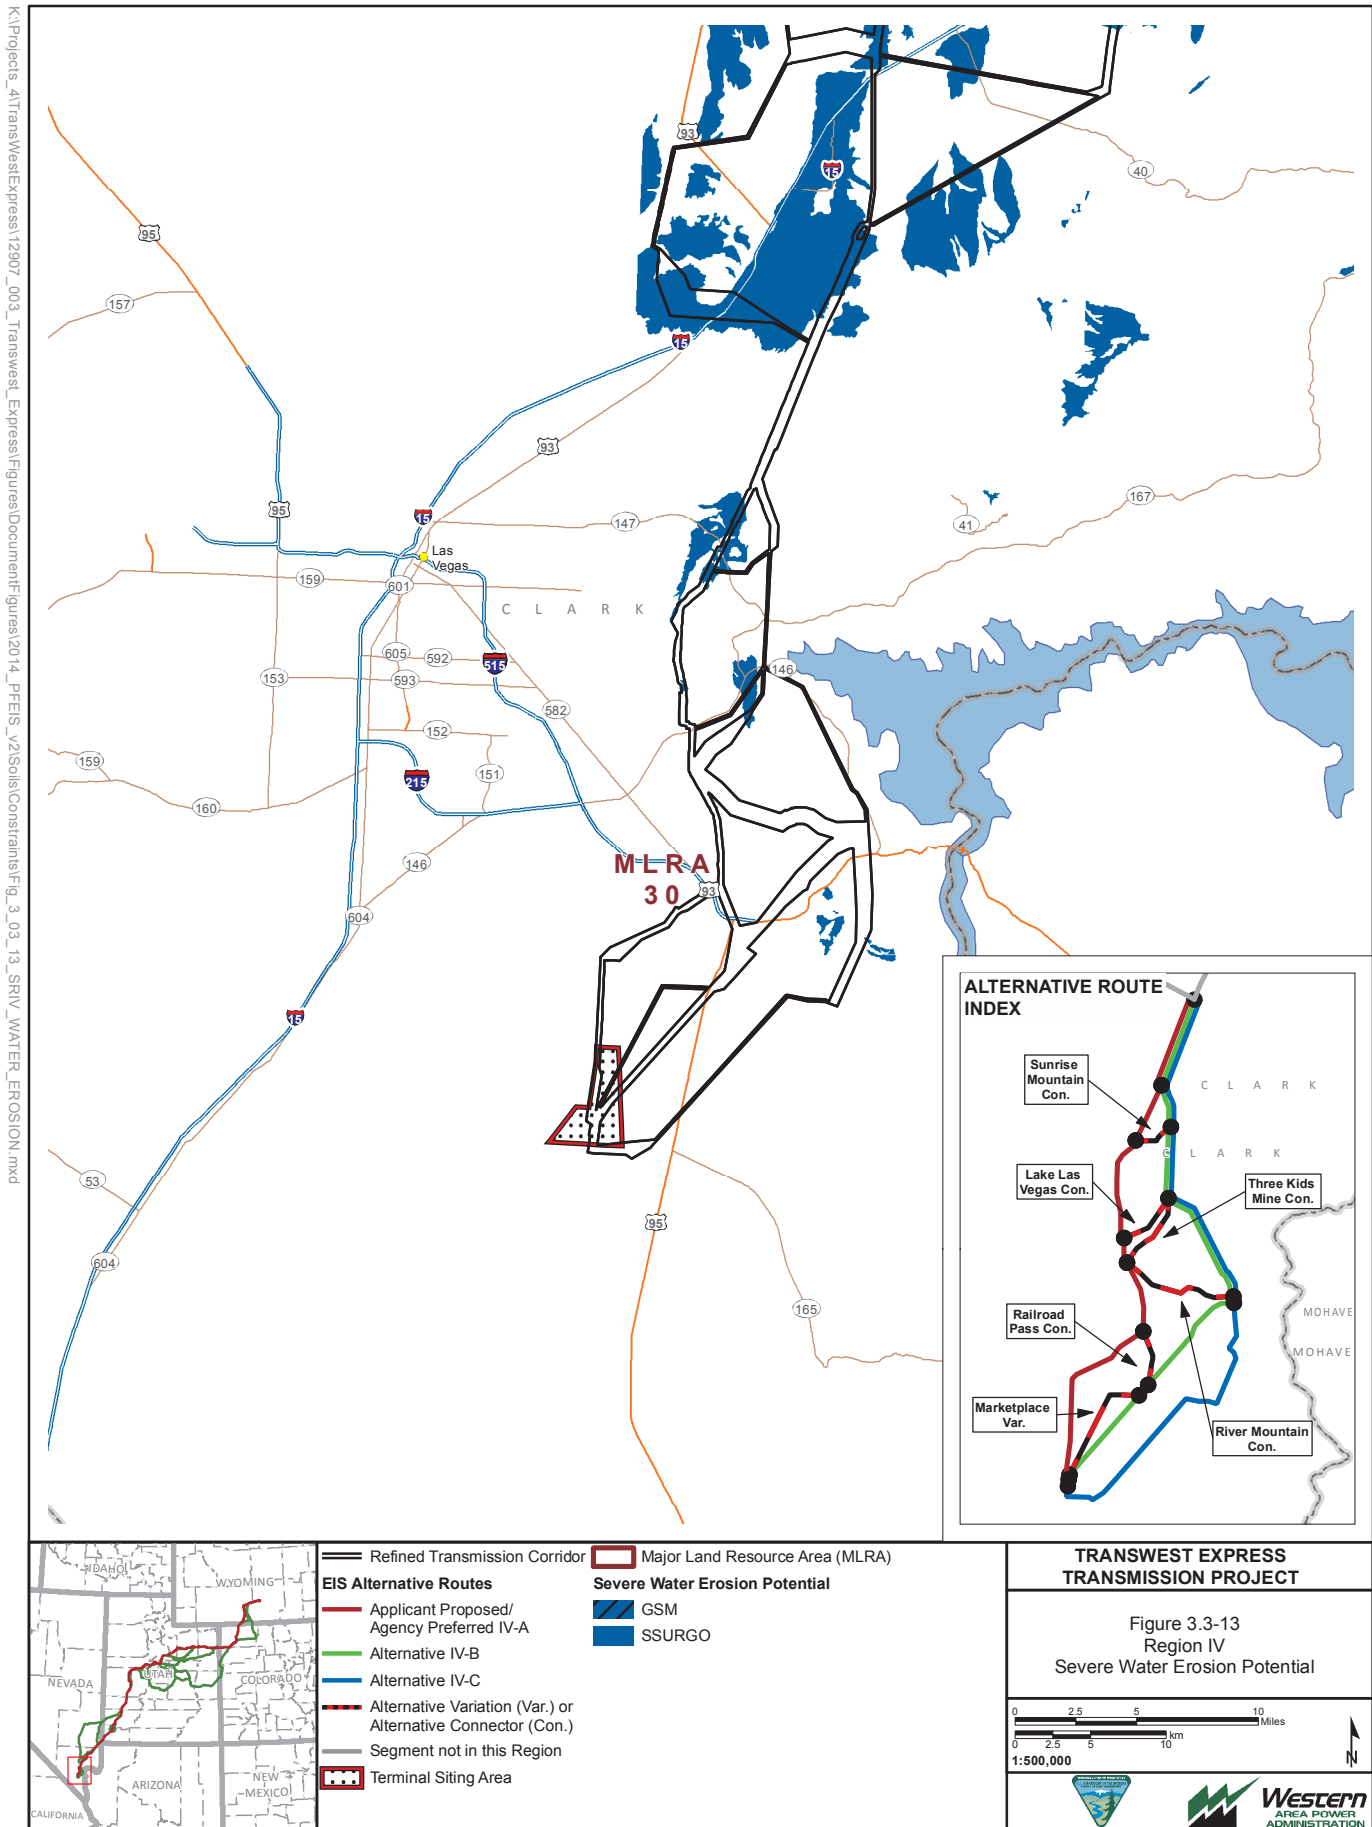 K:\Projects_4\TransWestExpress\12907_003_Transwest_Express\Figures\DocumentFigures\2014_PFEIS_v2\Soils\Constraints\Fig_3_03_13_SRIV_WATER_EROSION.mxd
93
15
40
95
157
15
93
95
15
147
41
167
Las
Vegas
159
601
C L A R K
605
592
515
146
153
593
582
152
159
215
151
160
MLRA
30
146
93
604
15
53
95
604
165
ALTERNATIVE ROUTE
INDEX
Sunrise
Mountain
Con.
C L A R K
C L A R K
Lake Las
Vegas Con.
Three Kids
Mine Con.
Railroad
Pass Con.
MOHAVE
MOHAVE
Marketplace
Var.
River Mountain
Con.
IDAHO
WYOMING
NEVADA
UTAH
COLORADO
ARIZONA
NEW
MEXICO
CALIFORNIA
Refined Transmission Corridor
EIS Alternative Routes
Applicant Proposed/
Agency Preferred IV-A
Alternative IV-B
Alternative IV-C
Alternative Variation (Var.) or
Alternative Connector (Con.)
Segment not in this Region
Terminal Siting Area
Major Land Resource Area (MLRA)
Severe Water Erosion Potential
GSM
SSURGO
TRANSWEST EXPRESS
TRANSMISSION PROJECT
Figure 3.3-13
Region IV
Severe Water Erosion Potential
0 2.5 5 10
Miles
km
0 2.5 5 10
1:500,000
N
Western
AREA POWER
ADMINISTRATION